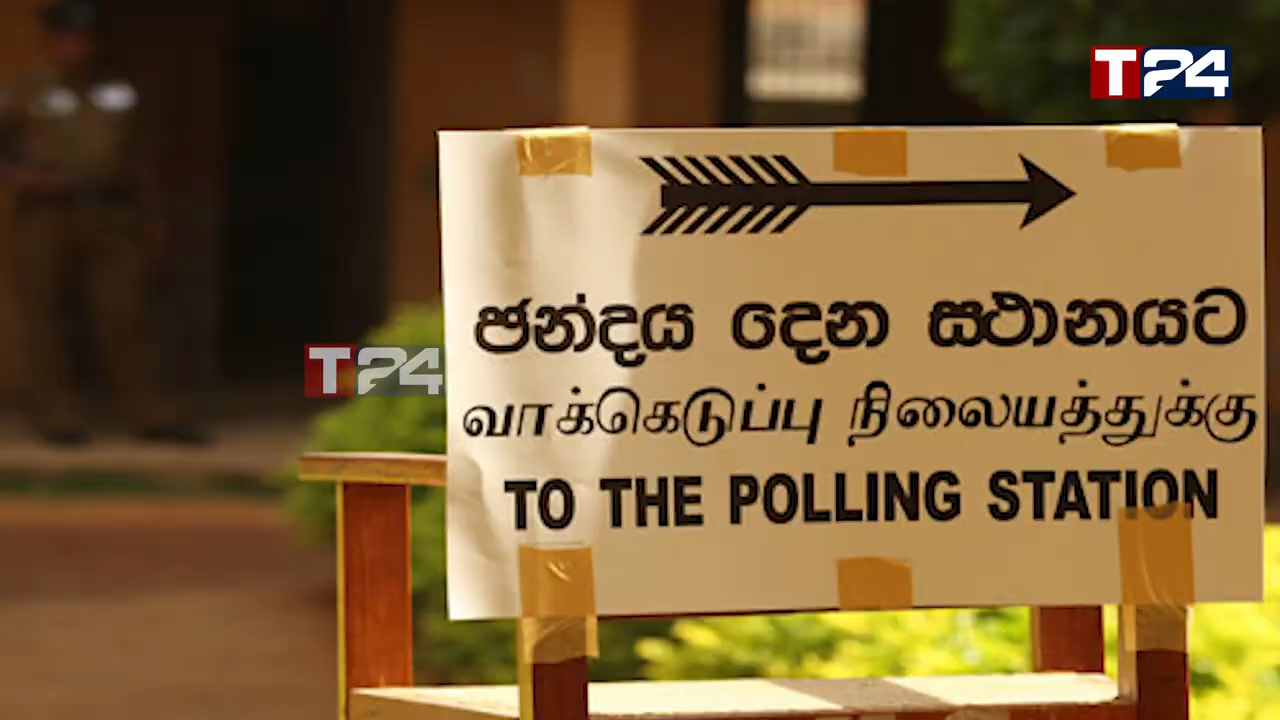 T24
ඡන්දය දෙන ස්ථානයට
வாக்கெடுப்பு நிலையத்துக்கு
TO THE POLLING STATION
T24